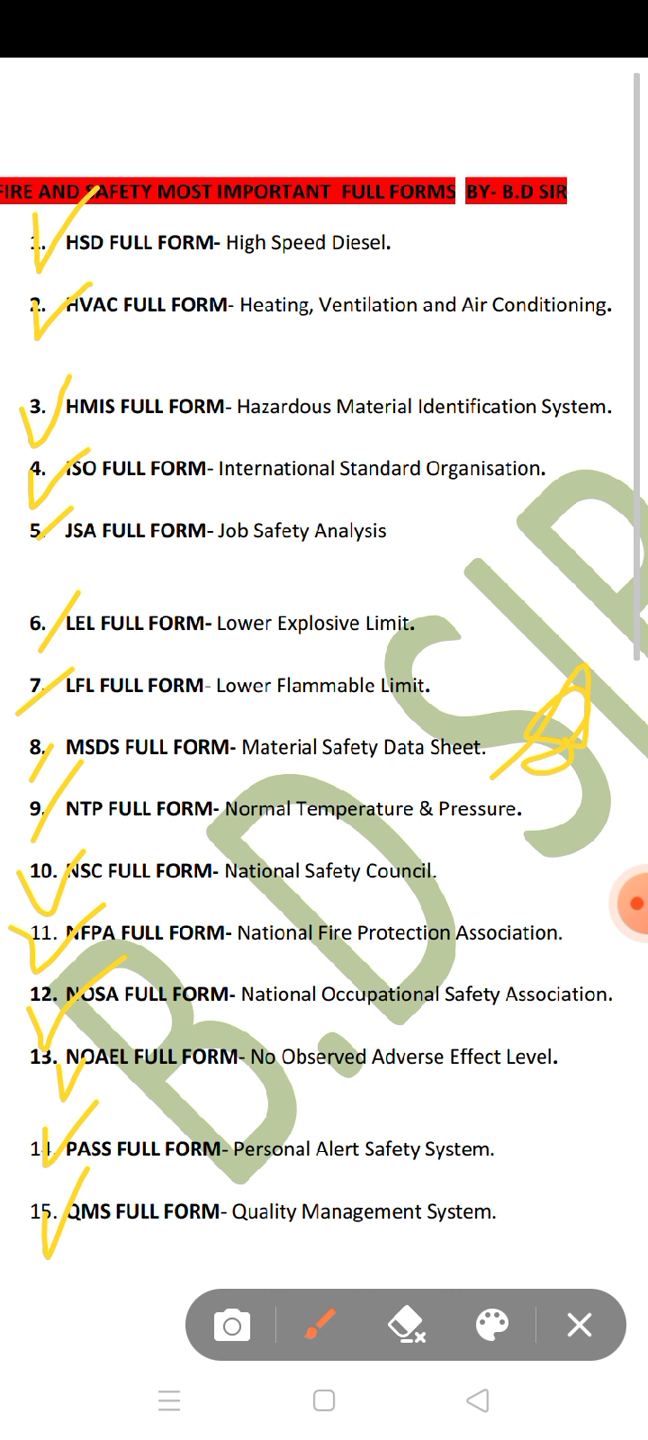 FIRE AND SAFETY MOST IMPORTANT FULL FORMS BY- B.D SIR
1. HSD FULL FORM- High Speed Diesel.
2. HVAC FULL FORM- Heating, Ventilation and Air Conditioning.
3. HMIS FULL FORM- Hazardous Material Identification System.
4. ISO FULL FORM- International Standard Organisation.
5. JSA FULL FORM- Job Safety Analysis
6. LEL FULL FORM- Lower Explosive Limit.
7. LFL FULL FORM- Lower Flammable Limit.
8. MSDS FULL FORM- Material Safety Data Sheet.
9. NTP FULL FORM- Normal Temperature & Pressure.
10. NSC FULL FORM- National Safety Council.
11. NFPA FULL FORM- National Fire Protection Association.
12. NOSA FULL FORM- National Occupational Safety Association.
13. NOAEL FULL FORM- No Observed Adverse Effect Level.
14. PASS FULL FORM- Personal Alert Safety System.
15. QMS FULL FORM- Quality Management System.
B.D SIR